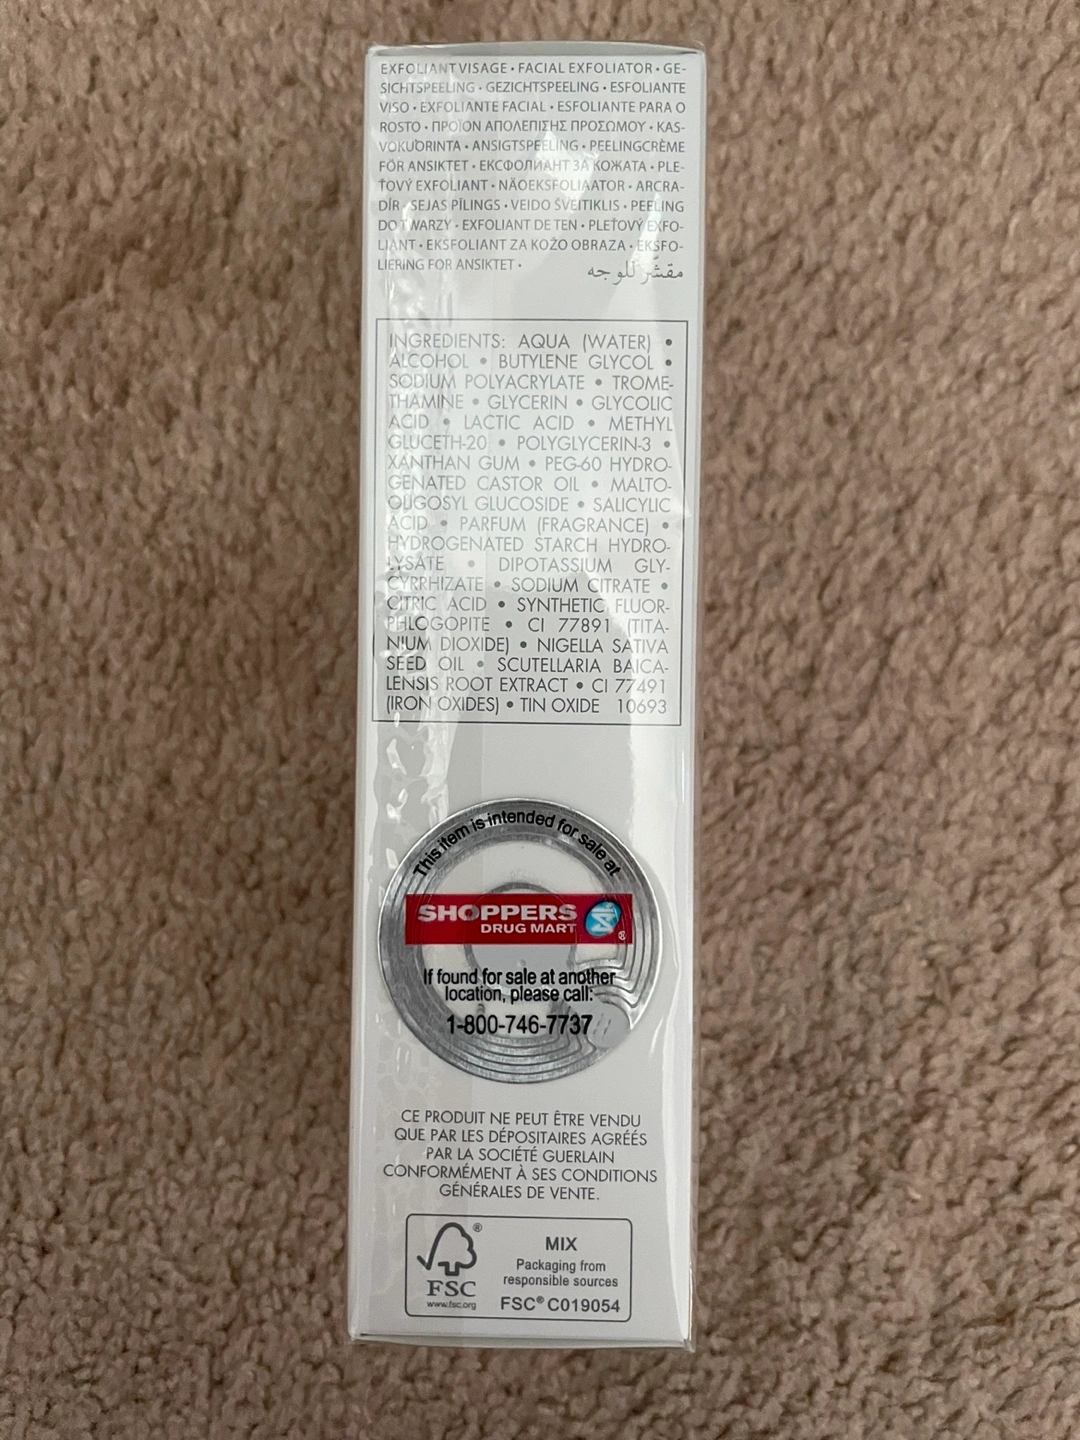 EXFOLIANT VISAGE • FACIAL EXFOLIATOR • GE-
SICHTSPEELING • GEZICHTSPEELING • ESFOLIANTE
VISO • EXFOLIANTE FACIAL • ESFOLIANTE PARA O
ROSTO • ΠΡΟΪΟΝ ΑΠΟΛΕΠΙΣΗΣ ΠΡΟΣΩΜΟΥ • KAS-
VOKUORINTA • ANSIGTSPEELING • PEELINGCRÈME
FÖR ANSIKTET • ЕКСФОЛИАНТ ЗА КОЖАТА • PLE-
ŤOVÝ EXFOLIANT • NÄOEKSFOLIAATOR • ARCRA-
DÍR • SEJAS PĪLINGS • VEIDO ŠVEITIKLIS • PEELING
DO TWARZY • EXFOLIANT DE TEN • PLEŤOVÝ EXFO-
LIANT • EKSFOLIANT ZA KOŽO OBRAZA • EKSFO-
LIERING FOR ANSIKTET • مقشر للوجه
INGREDIENTS: AQUA (WATER) •
ALCOHOL • BUTYLENE GLYCOL •
SODIUM POLYACRYLATE • TROME-
THAMINE • GLYCERIN • GLYCOLIC
ACID • LACTIC ACID • METHYL
GLUCETH-20 • POLYGLYCERIN-3 •
XANTHAN GUM • PEG-60 HYDRO-
GENATED CASTOR OIL • MALTO-
OLIGOSYL GLUCOSIDE • SALICYLIC
ACID • PARFUM (FRAGRANCE) •
HYDROGENATED STARCH HYDRO-
LYSATE • DIPOTASSIUM GLY-
CYRRHIZATE • SODIUM CITRATE •
CITRIC ACID • SYNTHETIC FLUOR-
PHLOGOPITE • CI 77891 (TITA-
NIUM DIOXIDE) • NIGELLA SATIVA
SEED OIL • SCUTELLARIA BAICA-
LENSIS ROOT EXTRACT • CI 77491
(IRON OXIDES) • TIN OXIDE 10693
This item is intended for sale at
SHOPPERS
DRUG MART ®
If found for sale at another
location, please call:
1-800-746-7737
CE PRODUIT NE PEUT ÊTRE VENDU
QUE PAR LES DÉPOSITAIRES AGRÉÉS
PAR LA SOCIÉTÉ GUERLAIN
CONFORMÉMENT À SES CONDITIONS
GÉNÉRALES DE VENTE.
®
FSC
www.fsc.org
MIX
Packaging from
responsible sources
FSC® C019054